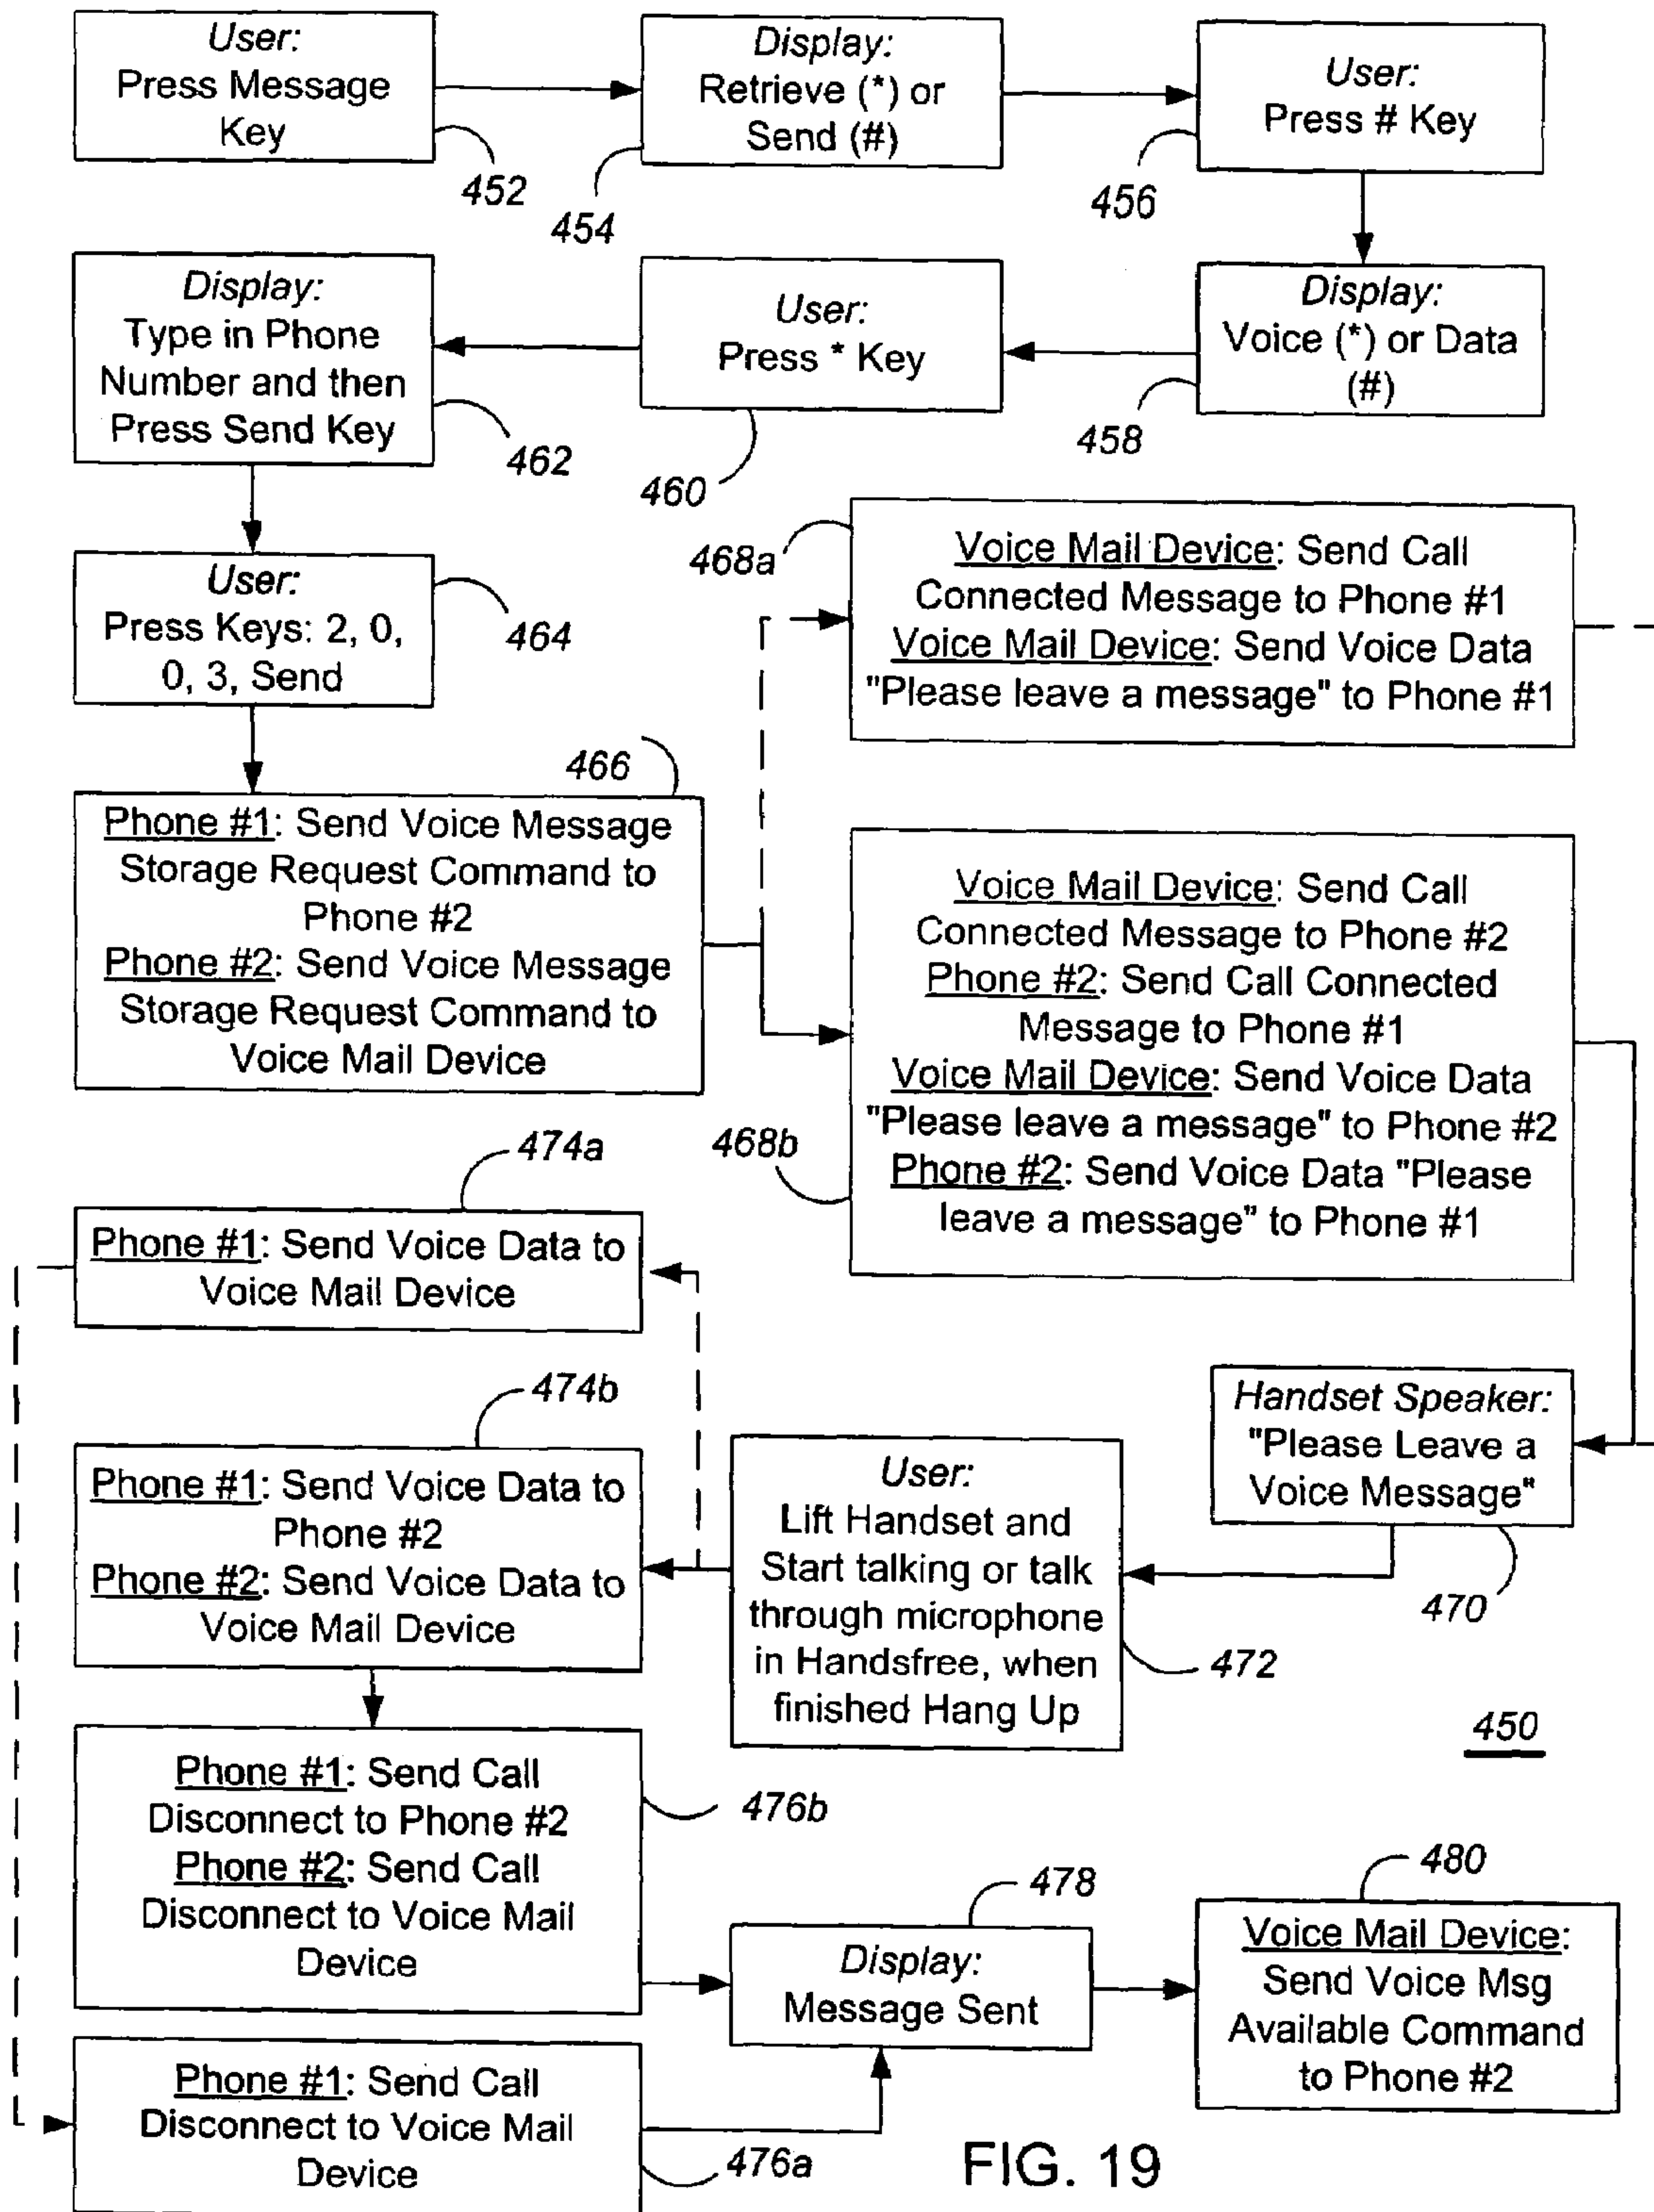 User:
Press Message
Key
452
Display:
Retrieve (*) or
Send (#)
454
User:
Press # Key
456
Display:
Voice (*) or Data
(#)
458
User:
Press * Key
460
Display:
Type in Phone
Number and then
Press Send Key
462
User:
Press Keys: 2, 0,
0, 3, Send
464
466
Phone #1: Send Voice Message
Storage Request Command to
Phone #2
Phone #2: Send Voice Message
Storage Request Command to
Voice Mail Device
468a
Voice Mail Device: Send Call
Connected Message to Phone #1
Voice Mail Device: Send Voice Data
"Please leave a message" to Phone #1
468b
Voice Mail Device: Send Call
Connected Message to Phone #2
Phone #2: Send Call Connected
Message to Phone #1
Voice Mail Device: Send Voice Data
"Please leave a message" to Phone #2
Phone #2: Send Voice Data "Please
leave a message" to Phone #1
Handset Speaker:
"Please Leave a
Voice Message"
470
User:
Lift Handset and
Start talking or talk
through microphone
in Handsfree, when
finished Hang Up
472
474a
Phone #1: Send Voice Data to
Voice Mail Device
474b
Phone #1: Send Voice Data to
Phone #2
Phone #2: Send Voice Data to
Voice Mail Device
Phone #1: Send Call
Disconnect to Phone #2
Phone #2: Send Call
Disconnect to Voice Mail
Device
476b
Phone #1: Send Call
Disconnect to Voice Mail
Device
476a
478
Display:
Message Sent
480
Voice Mail Device:
Send Voice Msg
Available Command
to Phone #2
450
FIG. 19